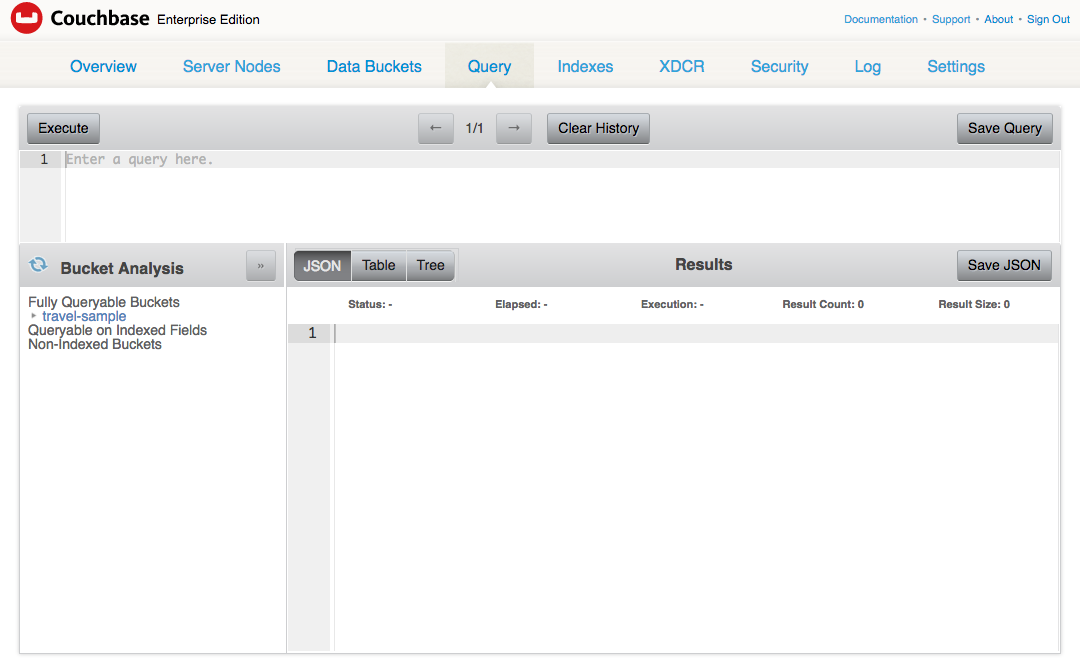 Couchbase Enterprise Edition
Documentation • Support • About • Sign Out
Overview Server Nodes Data Buckets Query Indexes XDCR Security Log Settings
Execute ← 1/1 → Clear History Save Query
1 Enter a query here.
Bucket Analysis »
Fully Queryable Buckets
▸ travel-sample
Queryable on Indexed Fields
Non-Indexed Buckets
JSON Table Tree Results Save JSON
Status: - Elapsed: - Execution: - Result Count: 0 Result Size: 0
1